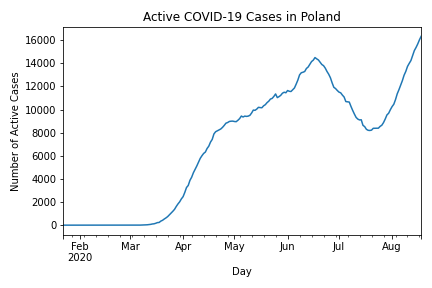 Active COVID-19 Cases in Poland
Number of Active Cases
16000
14000
12000
10000
8000
6000
4000
2000
0
Feb Mar Apr May Jun Jul Aug
2020
Day